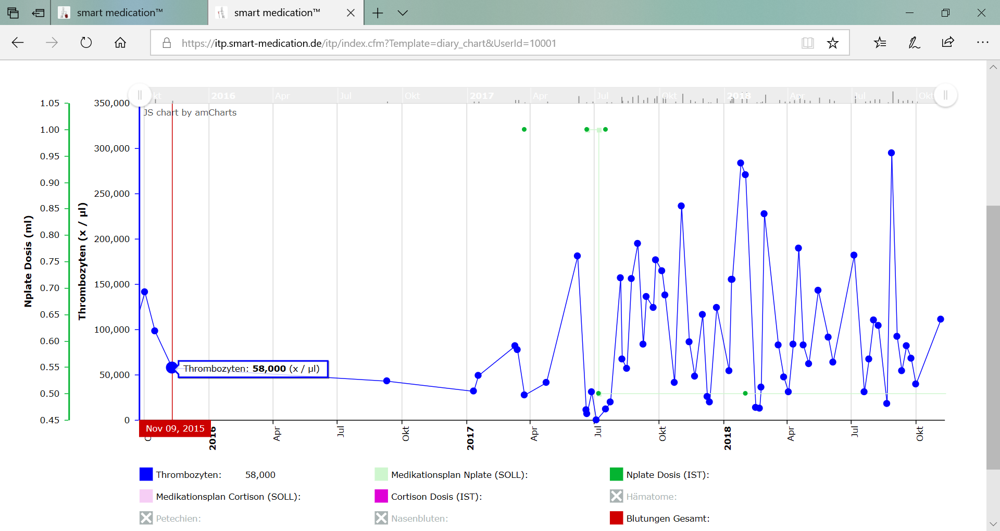 smart medication™
smart medication™
https://itp.smart-medication.de/itp/index.cfm?Template=diary_chart&UserId=10001
2016 Apr Jul Okt 2017 Apr Jul Okt 2018 Apr Jul Okt
JS chart by amCharts
Nplate Dosis (ml)
1.05
1.00
0.95
0.90
0.85
0.80
0.75
0.70
0.65
0.60
0.55
0.50
0.45
Thrombozyten (x / µl)
350,000
300,000
250,000
200,000
150,000
100,000
50,000
0
Thrombozyten: 58,000 (x / µl)
Nov 09, 2015
2016 Apr Jul Okt 2017 Apr Jul Okt 2018 Apr Jul Okt
Thrombozyten: 58,000
Medikationsplan Nplate (SOLL):
Nplate Dosis (IST):
Medikationsplan Cortison (SOLL):
Cortison Dosis (IST):
Hämatome:
Petechien:
Nasenbluten:
Blutungen Gesamt: